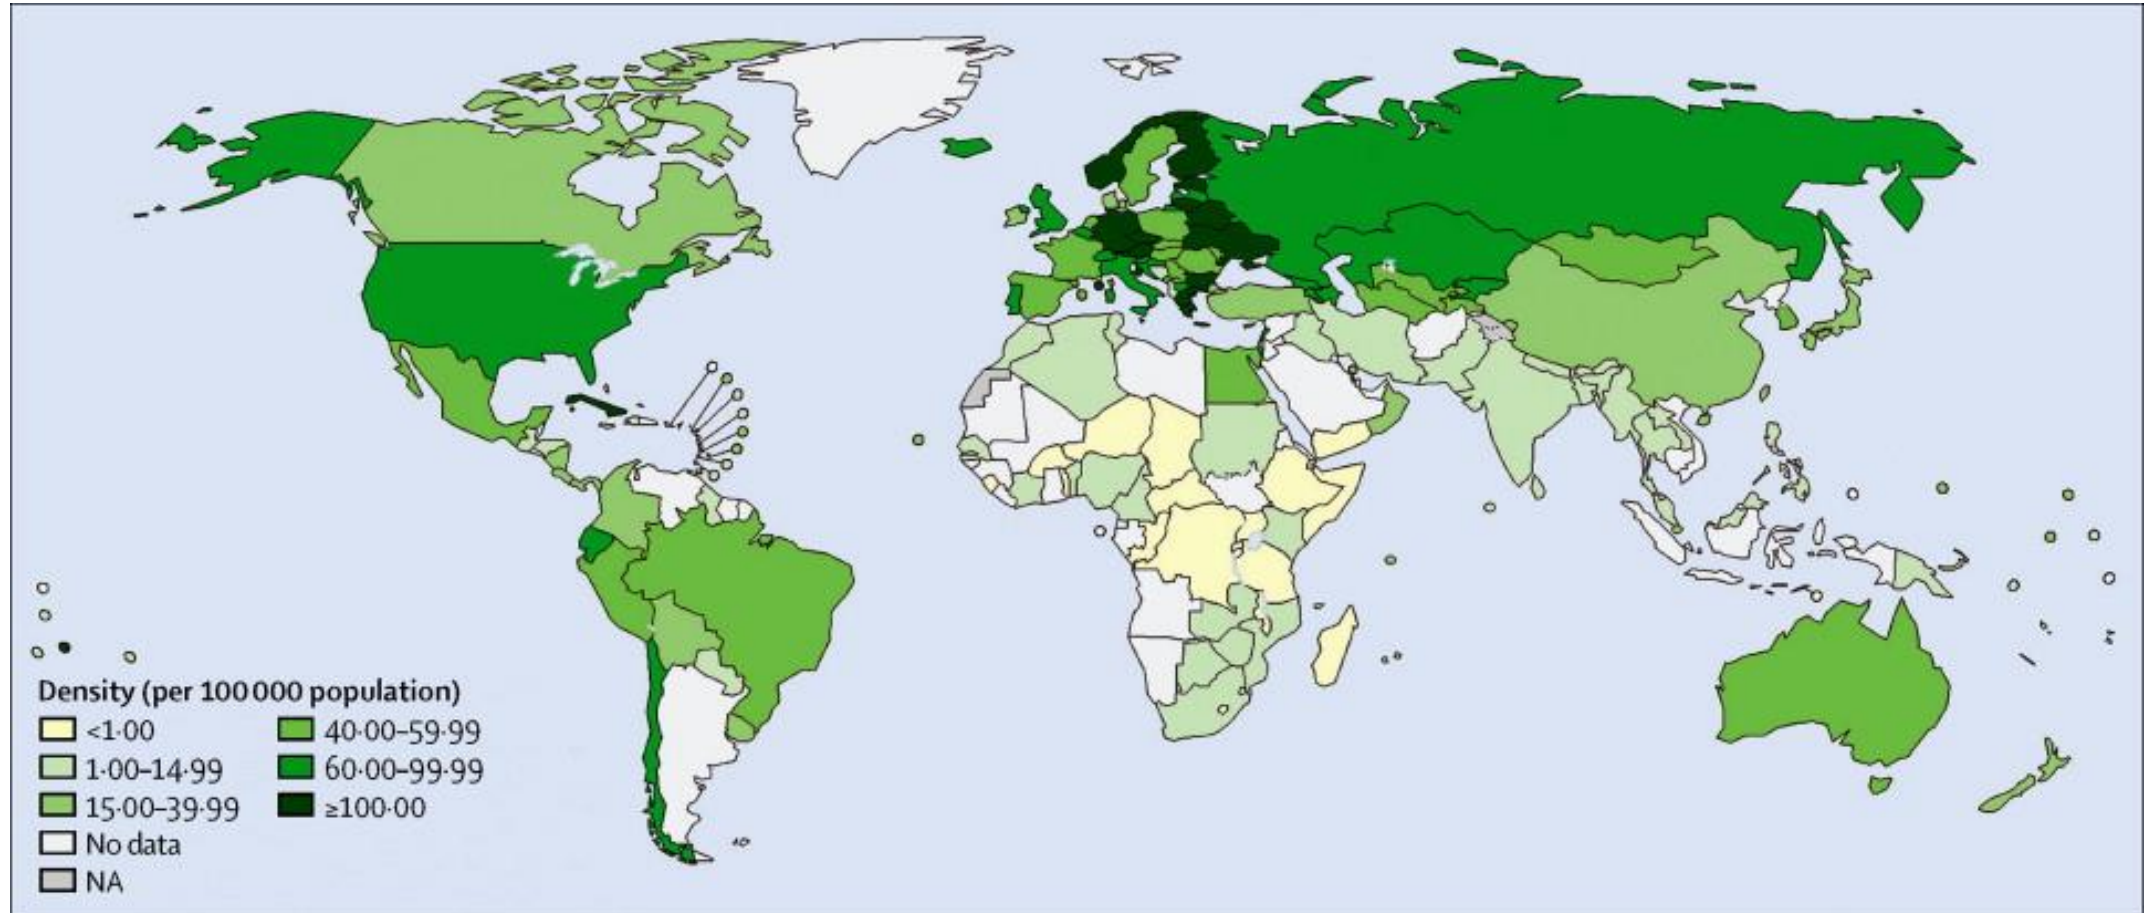 Density (per 100 000 population)
<1·00
1·00–14·99
15·00–39·99
No data
NA
40·00–59·99
60·00–99·99
≥100·00